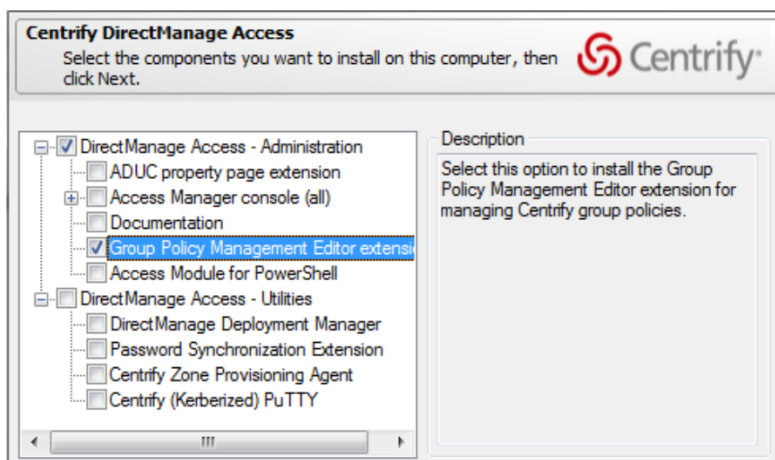 Centrify DirectManage Access
Select the components you want to install on this computer, then
click Next.
Centrify
DirectManage Access - Administration
ADUC property page extension
Access Manager console (all)
Documentation
Group Policy Management Editor extensi
Access Module for PowerShell
DirectManage Access - Utilities
DirectManage Deployment Manager
Password Synchronization Extension
Centrify Zone Provisioning Agent
Centrify (Kerberized) PuTTY
Description
Select this option to install the Group
Policy Management Editor extension for
managing Centrify group policies.